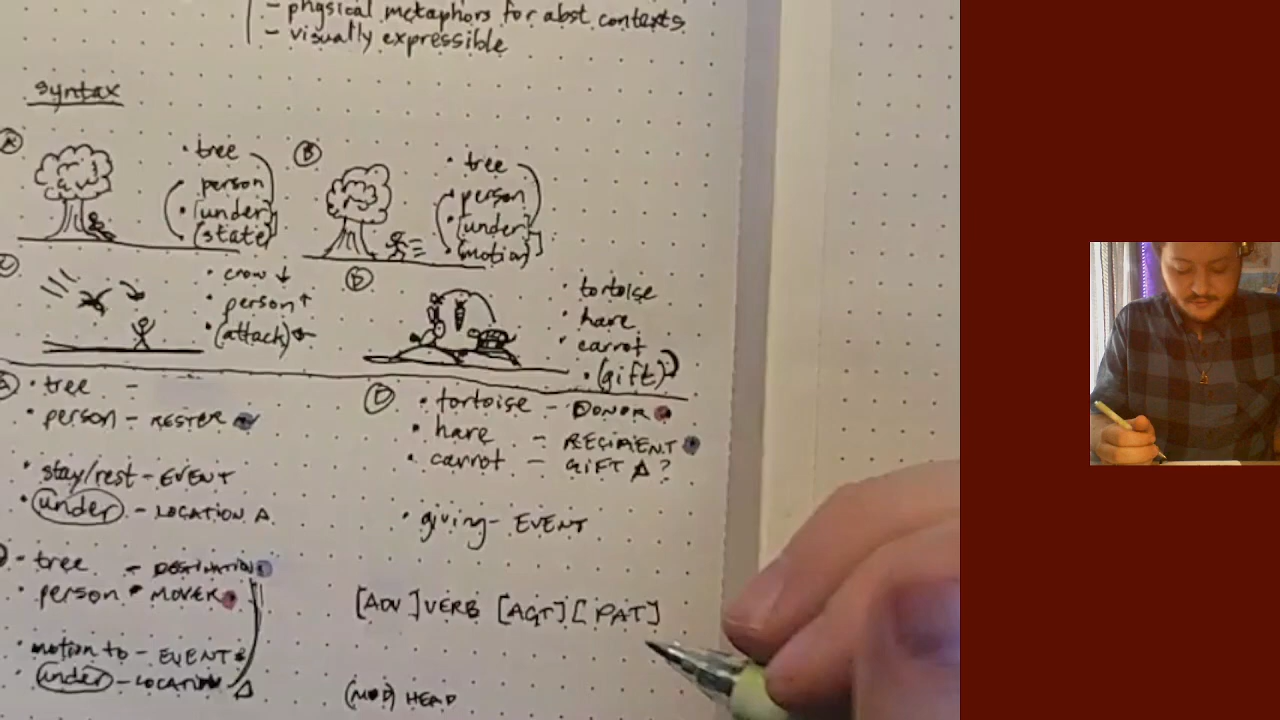 - physical metaphors for abst contexts
- visually expressible
syntax
A
• tree
person
• [under]
(state)
B
• tree
• person
• [under]
(motion)
C
• crow ↓
• person ↑
• (attack)
D
• tortoise
• hare
• carrot
• (gift)
A • tree -
• person - RESTER
• stay/rest - EVENT
• under - LOCATION Δ
- tree - DESTINATION
• person • MOVER
• motion to - EVENT
• under - LOCATION Δ
D • tortoise - DONOR
• hare - RECIPIENT
• carrot - GIFT Δ?
• giving - EVENT
[ADV] VERB [AGT] [PAT]
(MOD) HEAD